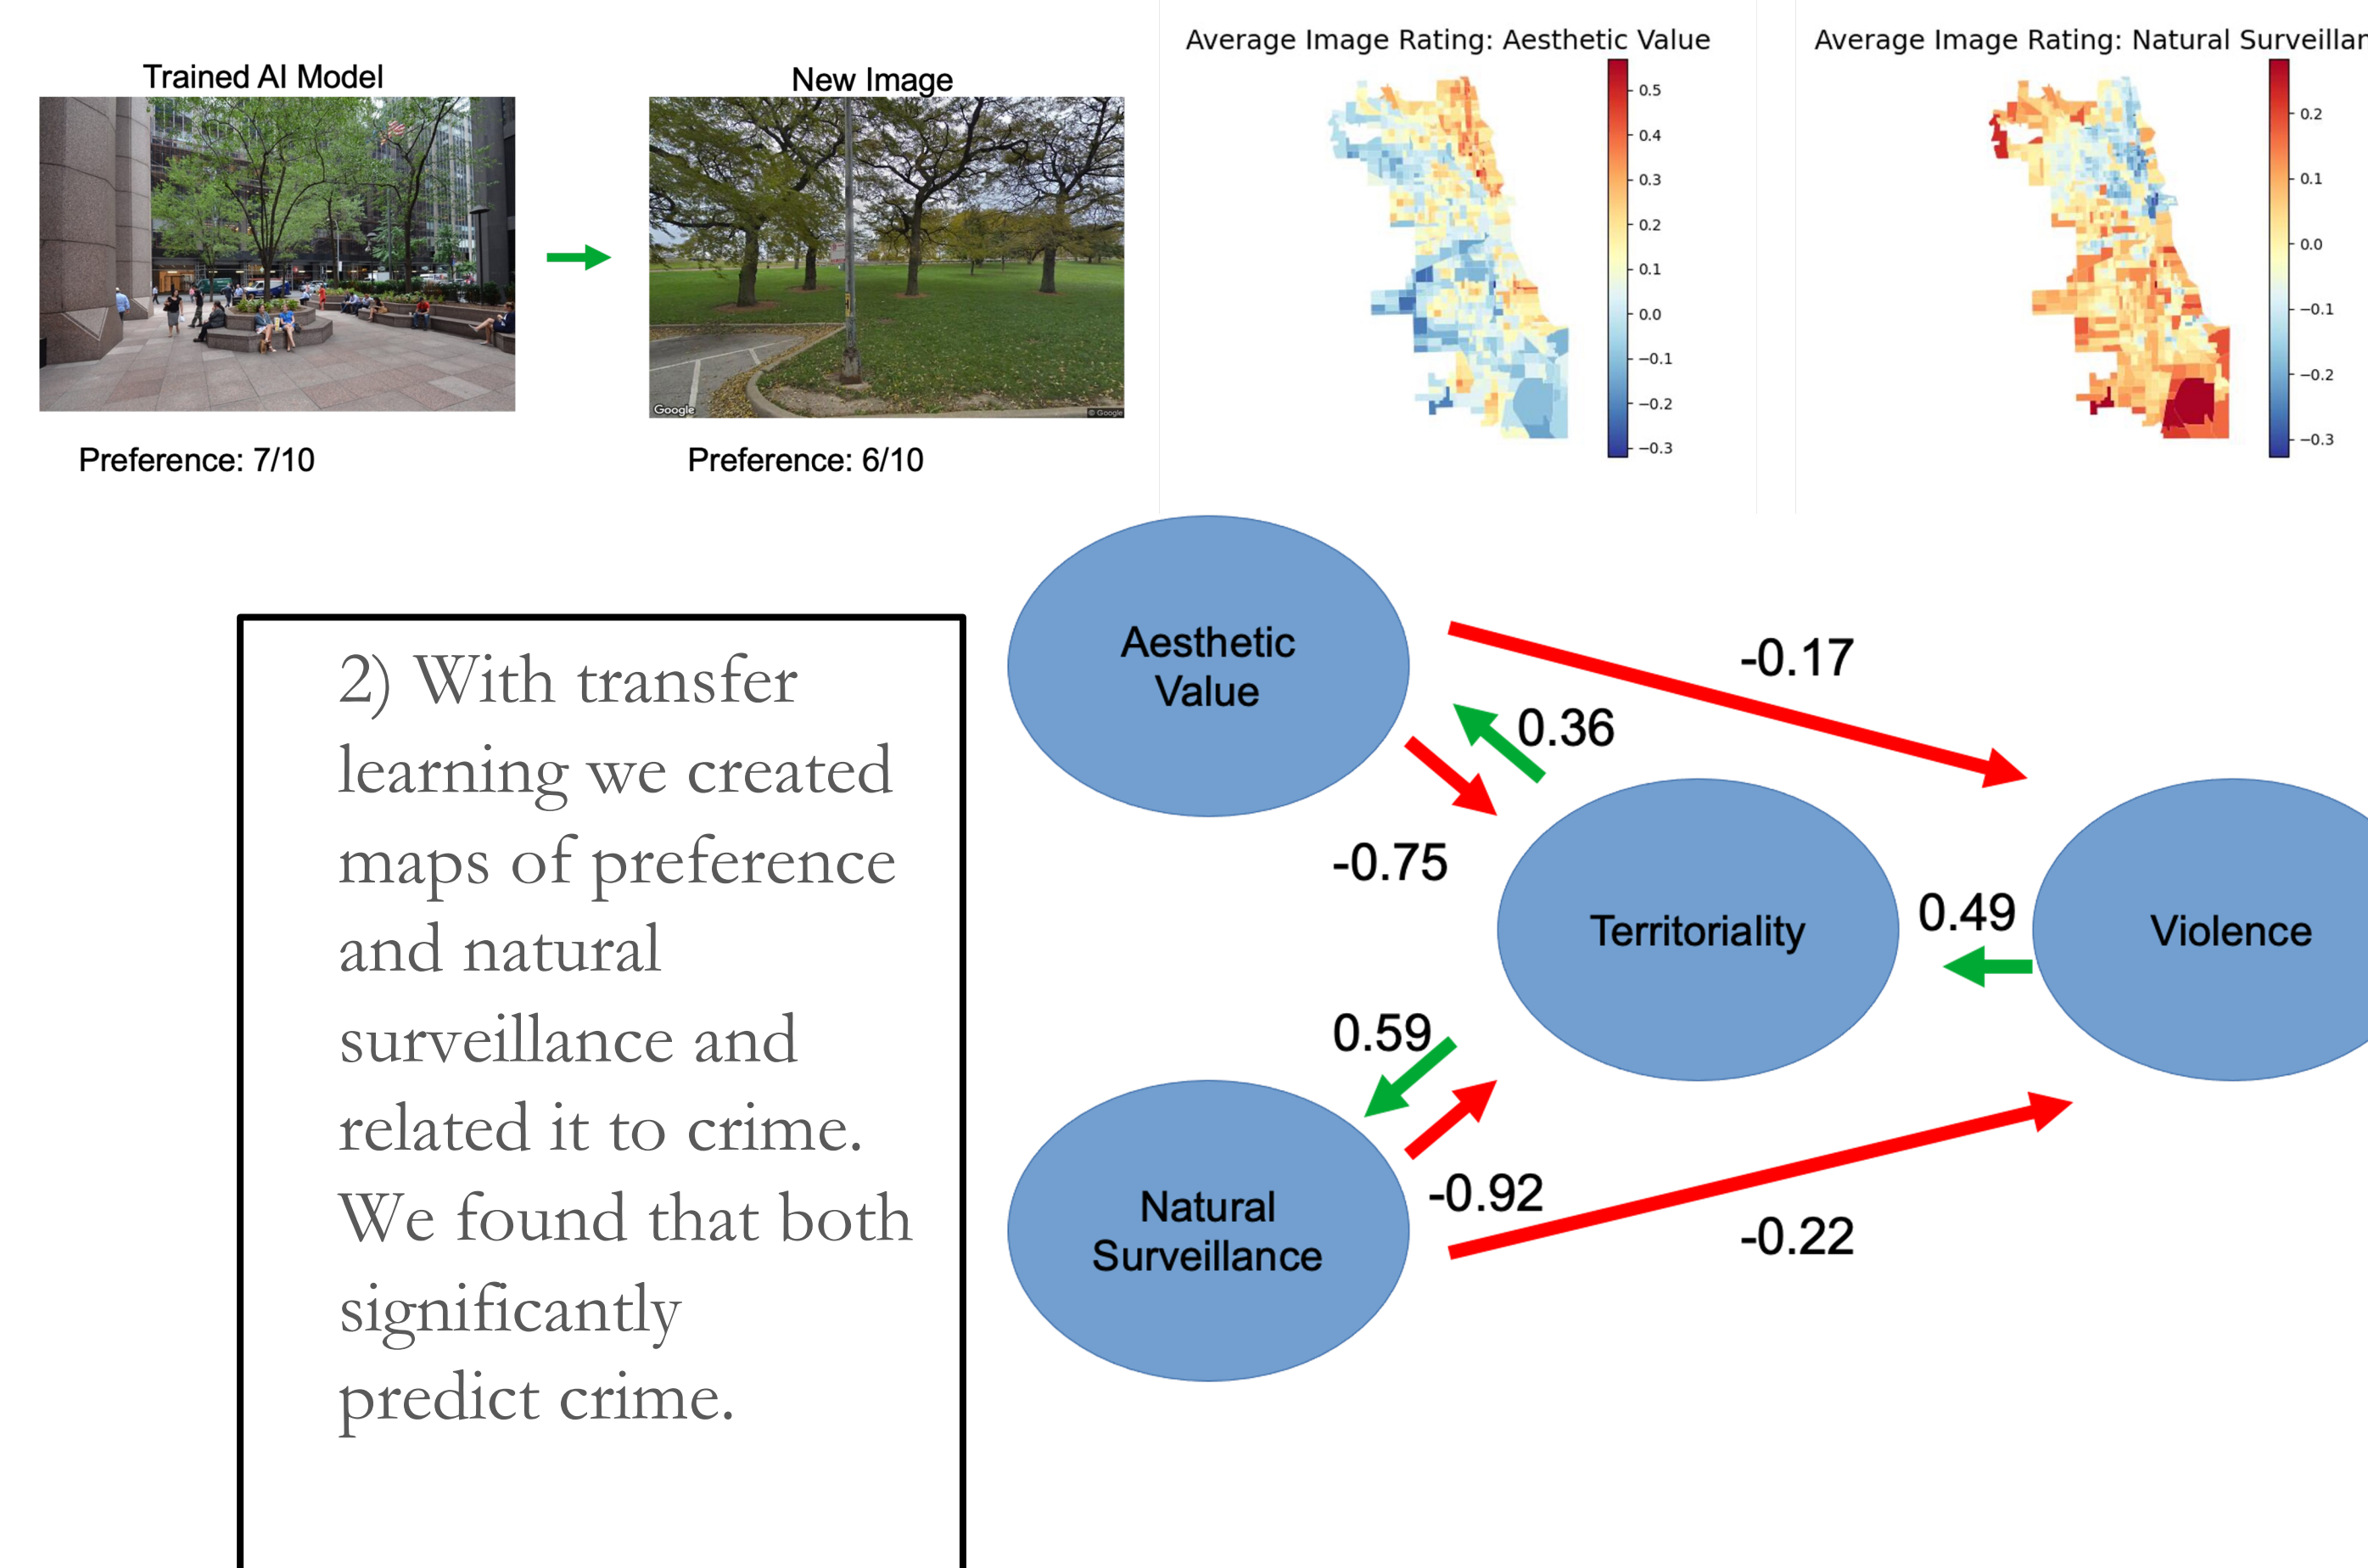 Trained AI Model
New Image
Preference: 7/10
Preference: 6/10
Google
© Google
Average Image Rating: Aesthetic Value
0.5
0.4
0.3
0.2
0.1
0.0
−0.1
−0.2
−0.3
Average Image Rating: Natural Surveillan
0.2
0.1
0.0
−0.1
−0.2
−0.3
2) With transfer
learning we created
maps of preference
and natural
surveillance and
related it to crime.
We found that both
significantly
predict crime.
Aesthetic
Value
-0.17
0.36
-0.75
Territoriality
0.49
Violence
0.59
Natural
Surveillance
-0.92
-0.22